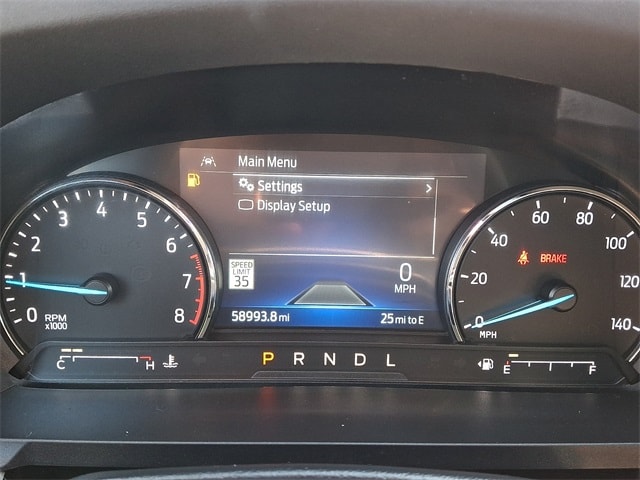 Main Menu
Settings
Display Setup
SPEED
LIMIT
35
0
MPH
58993.8 mi
25 mi to E
0
1
2
3
4
5
6
7
8
RPM
x1000
0
20
40
60
80
100
120
140
MPH
BRAKE
C
H
P R N D L
E
F